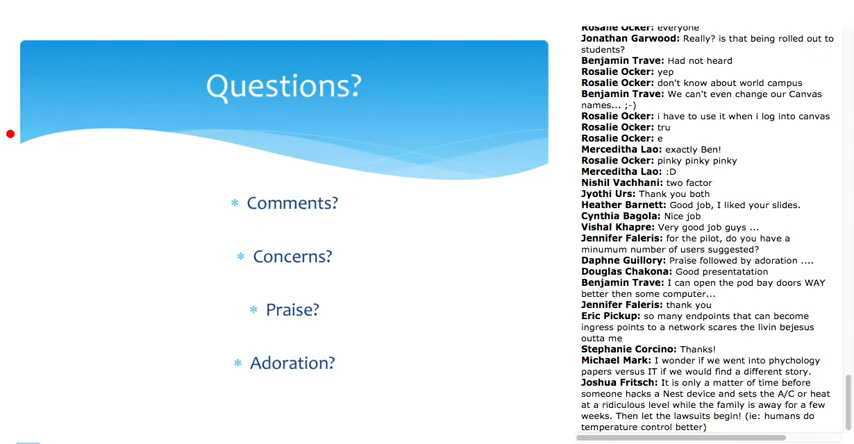 Questions?
Comments?
Concerns?
Praise?
Adoration?
Rosalie Ocker: everyone
Jonathan Garwood: Really? is that being rolled out to
students?
Benjamin Trave: Had not heard
Rosalie Ocker: yep
Rosalie Ocker: don't know about world campus
Benjamin Trave: We can't even change our Canvas
names... ;-)
Rosalie Ocker: i have to use it when i log into canvas
Rosalie Ocker: tru
Rosalie Ocker: e
Merceditha Lao: exactly Ben!
Rosalie Ocker: pinky pinky pinky
Merceditha Lao: :D
Nishil Vachhani: two factor
Jyothi Urs: Thank you both
Heather Barnett: Good job, I liked your slides.
Cynthia Bagola: Nice job
Vishal Khapre: Very good job guys ...
Jennifer Faleris: for the pilot, do you have a
minumum number of users suggested?
Daphne Guillory: Praise followed by adoration ....
Douglas Chakona: Good presentatation
Benjamin Trave: I can open the pod bay doors WAY
better then some computer...
Jennifer Faleris: thank you
Eric Pickup: so many endpoints that can become
ingress points to a network scares the livin bejesus
outta me
Stephanie Corcino: Thanks!
Michael Mark: I wonder if we went into phychology
papers versus IT if we would find a different story.
Joshua Fritsch: It is only a matter of time before
someone hacks a Nest device and sets the A/C or heat
at a ridiculous level while the family is away for a few
weeks. Then let the lawsuits begin! (ie: humans do
temperature control better)